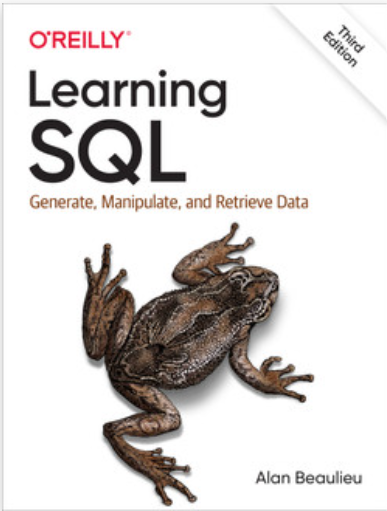 O'REILLY®
Third
Edition
Learning
SQL
Generate, Manipulate, and Retrieve Data
Alan Beaulieu